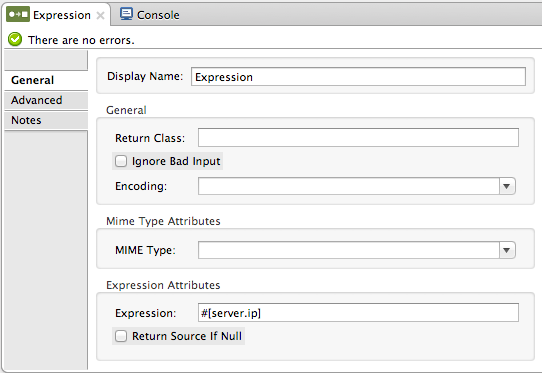 Expression
Console
There are no errors.
General
Advanced
Notes
Display Name: Expression
General
Return Class:
Ignore Bad Input
Encoding:
Mime Type Attributes
MIME Type:
Expression Attributes
Expression: #[server.ip]
Return Source If Null